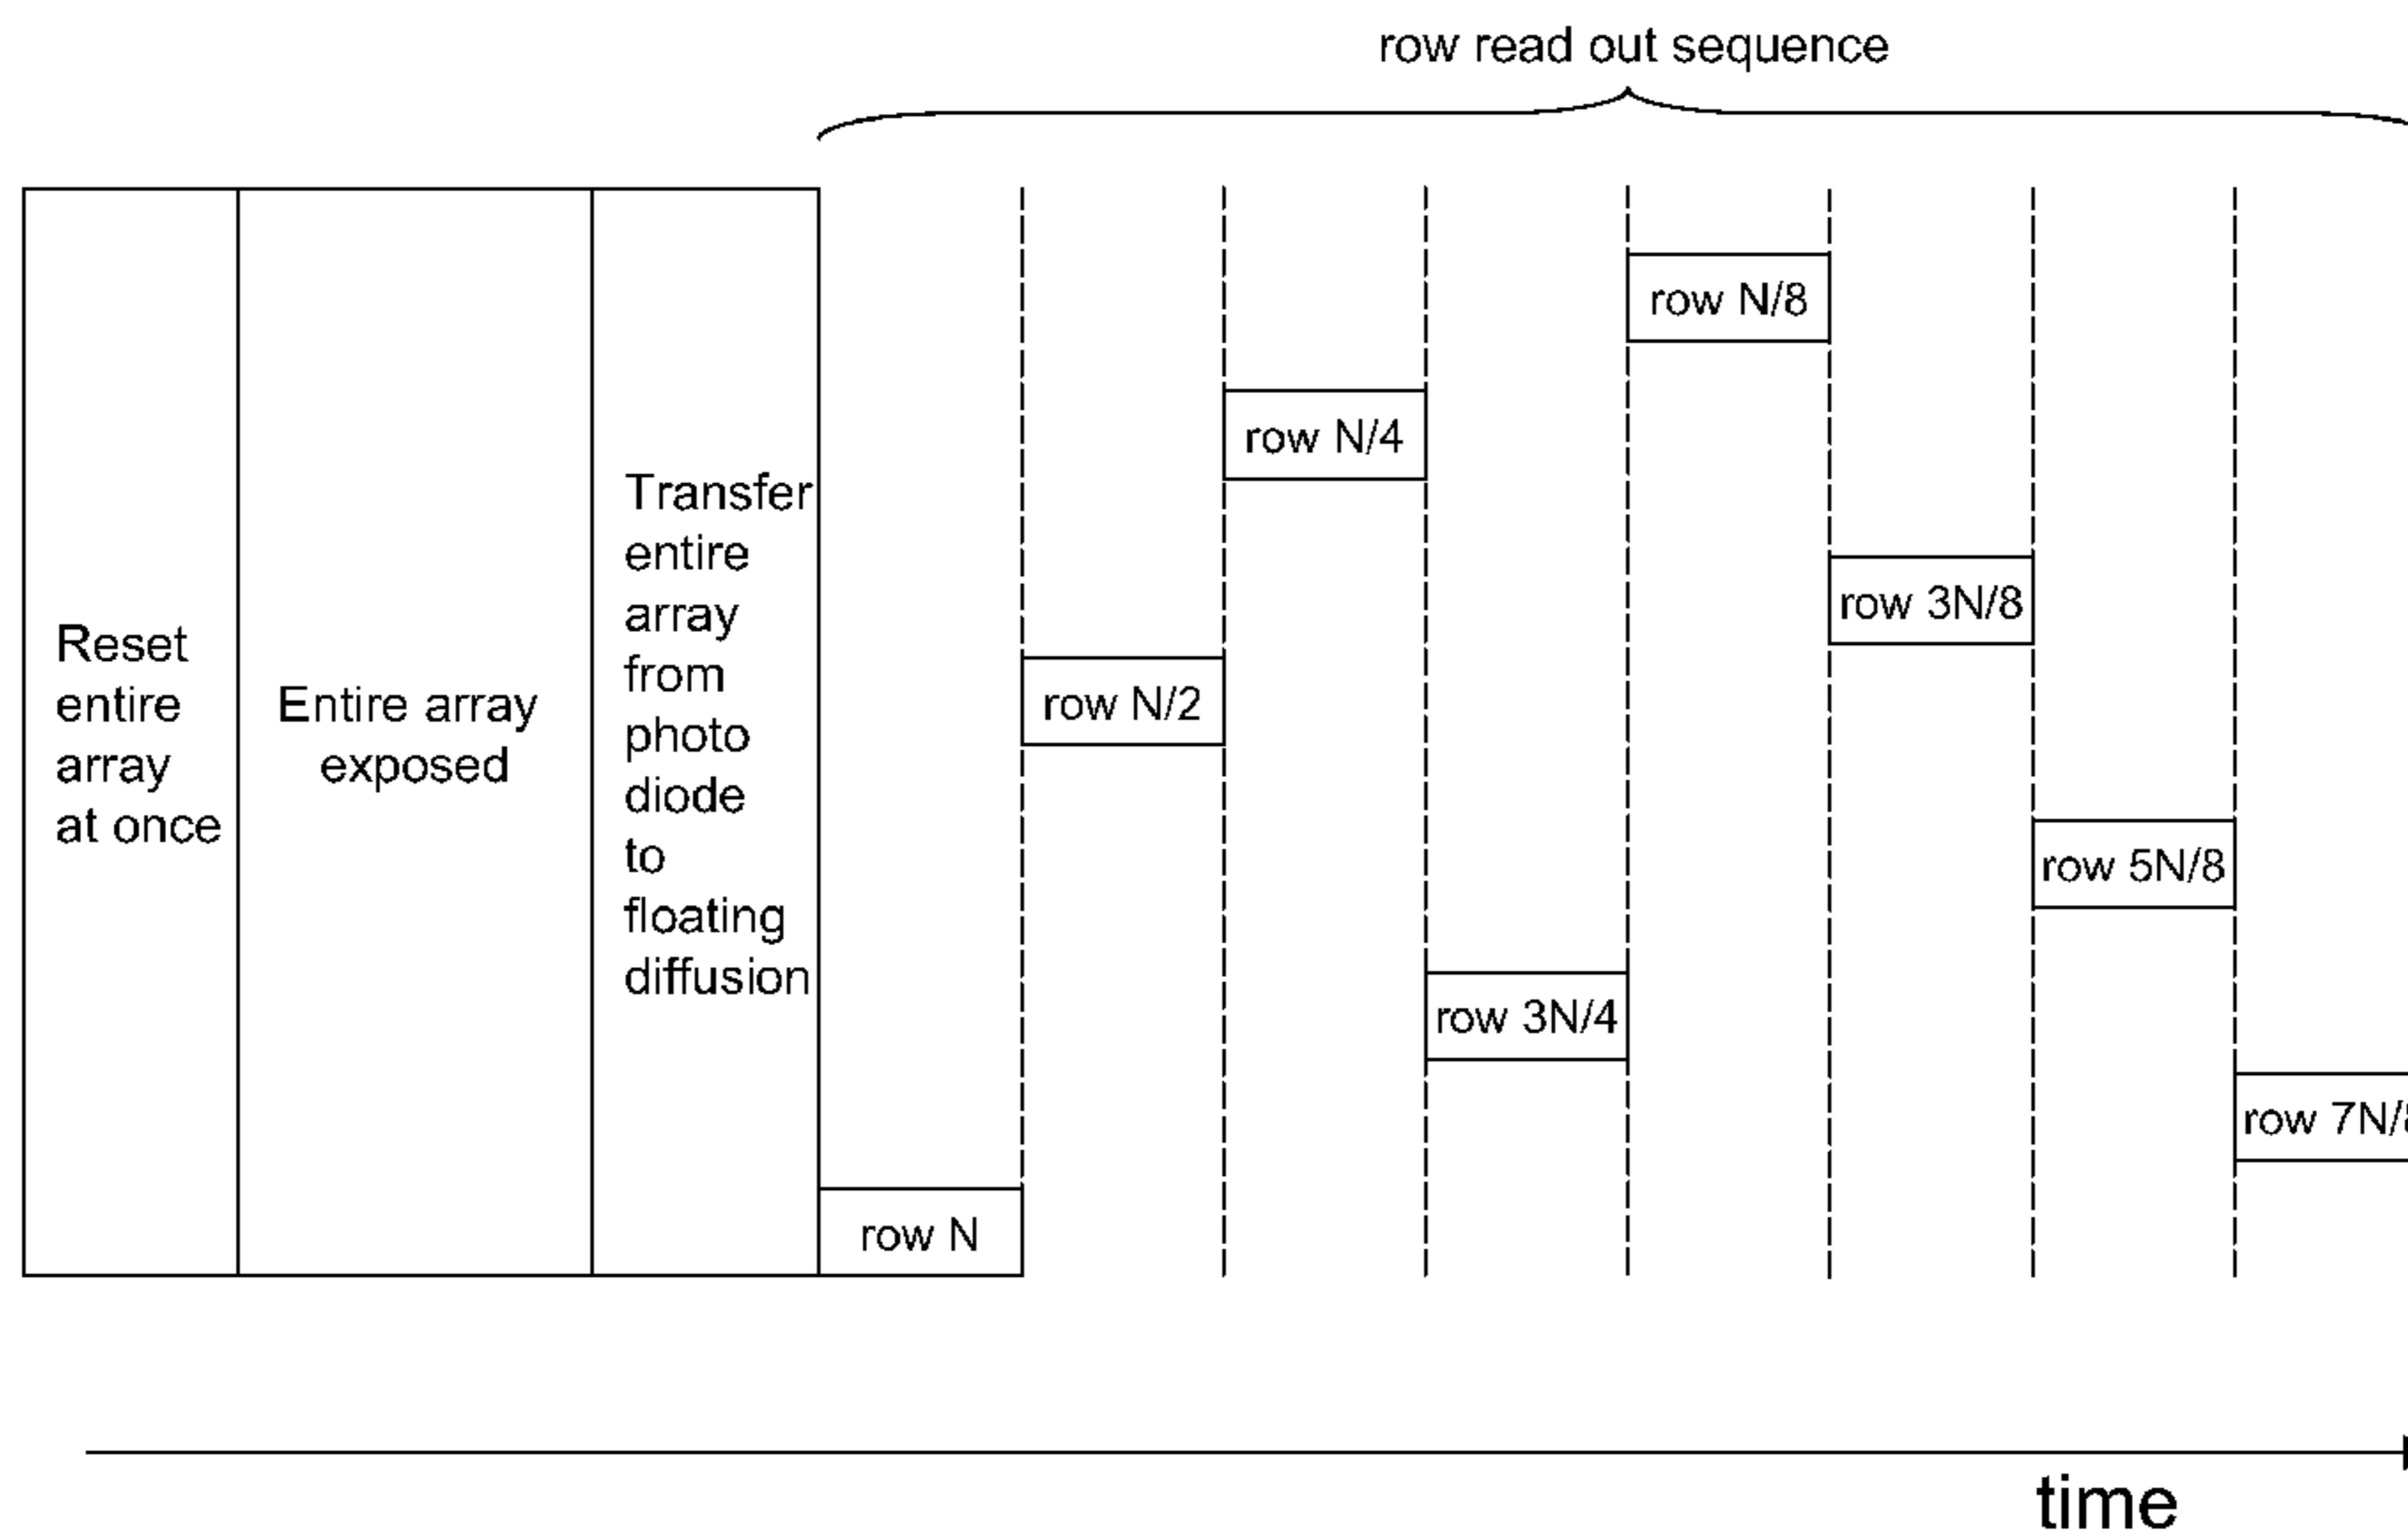 row read out sequence
Reset
entire
array
at once
Entire array
exposed
Transfer
entire
array
from
photo
diode
to
floating
diffusion
row N
row N/2
row N/4
row 3N/4
row N/8
row 3N/8
row 5N/8
row
time